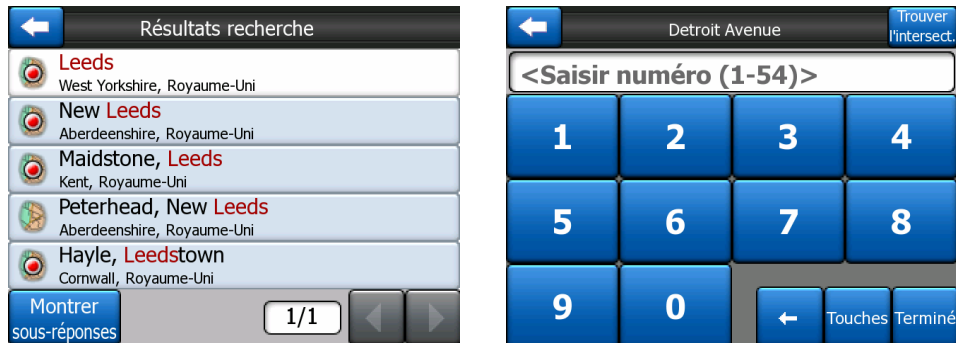 Résultats recherche
Leeds
West Yorkshire, Royaume-Uni
New Leeds
Aberdeenshire, Royaume-Uni
Maidstone, Leeds
Kent, Royaume-Uni
Peterhead, New Leeds
Aberdeenshire, Royaume-Uni
Hayle, Leedstown
Cornwall, Royaume-Uni
Montrer
sous-réponses
1/1
Detroit Avenue
Trouver
l'intersect.
<Saisir numéro (1-54)>
1 2 3 4
5 6 7 8
9 0
Touches Terminé